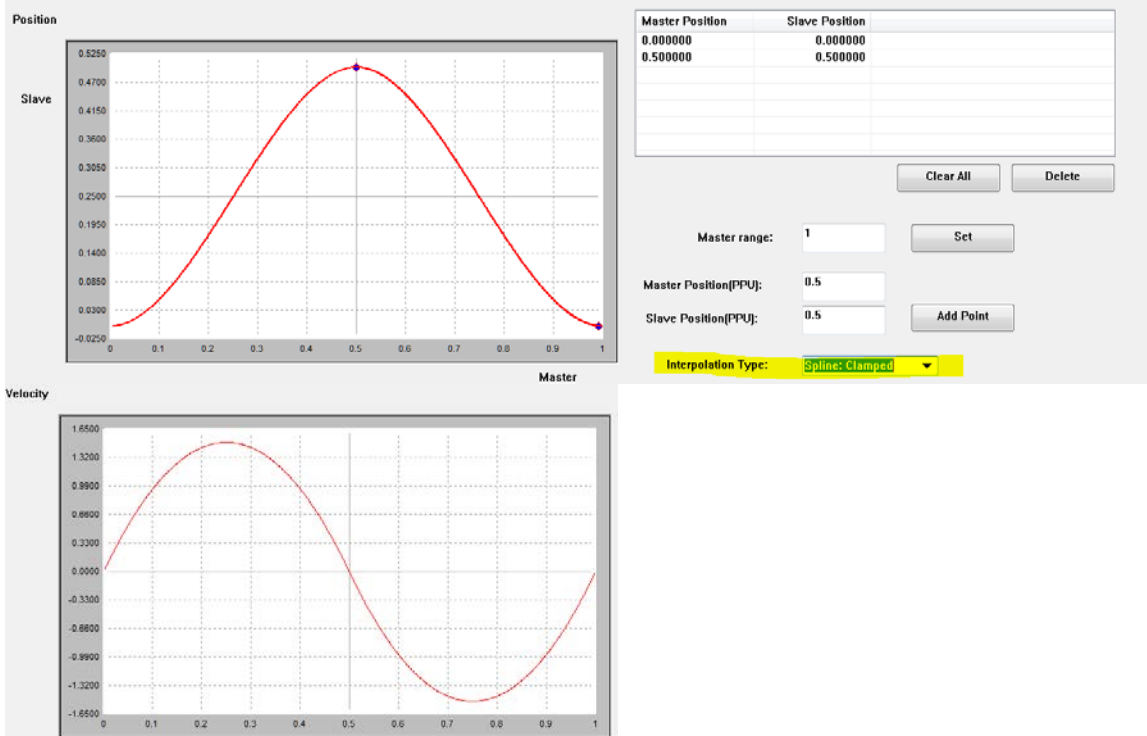 Position
Slave
0.5250
0.4700
0.4150
0.3600
0.3050
0.2500
0.1950
0.1400
0.0850
0.0300
-0.0250
0 0.1 0.2 0.3 0.4 0.5 0.6 0.7 0.8 0.9 1
Master
Master Position Slave Position
0.000000 0.000000
0.500000 0.500000
Clear All Delete
Master range: 1 Set
Master Position(PPU): 0.5
Slave Position(PPU): 0.5 Add Point
Interpolation Type: Spline: Clamped
Velocity
1.6500
1.3200
0.9900
0.6600
0.3300
0.0000
-0.3300
-0.6600
-0.9900
-1.3200
-1.6500
0 0.1 0.2 0.3 0.4 0.5 0.6 0.7 0.8 0.9 1